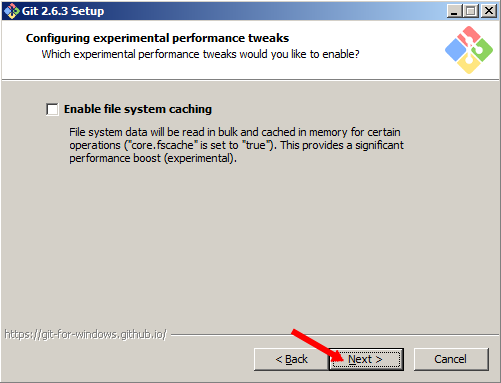 Git 2.6.3 Setup
Configuring experimental performance tweaks
Which experimental performance tweaks would you like to enable?
Enable file system caching
File system data will be read in bulk and cached in memory for certain
operations ("core.fscache" is set to "true"). This provides a significant
performance boost (experimental).
https://git-for-windows.github.io/
< Back
Next >
Cancel